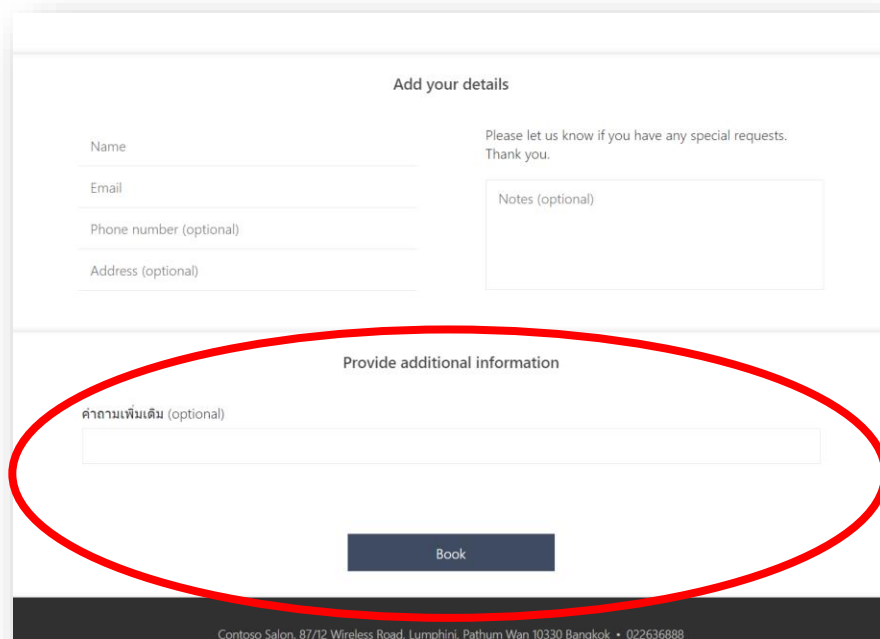 Add your details
Name
Email
Phone number (optional)
Address (optional)
Please let us know if you have any special requests.
Thank you.
Notes (optional)
Provide additional information
คำถามเพิ่มเติม (optional)
Book
Contoso Salon, 87/12 Wireless Road, Lumphini, Pathum Wan 10330 Bangkok • 022636888